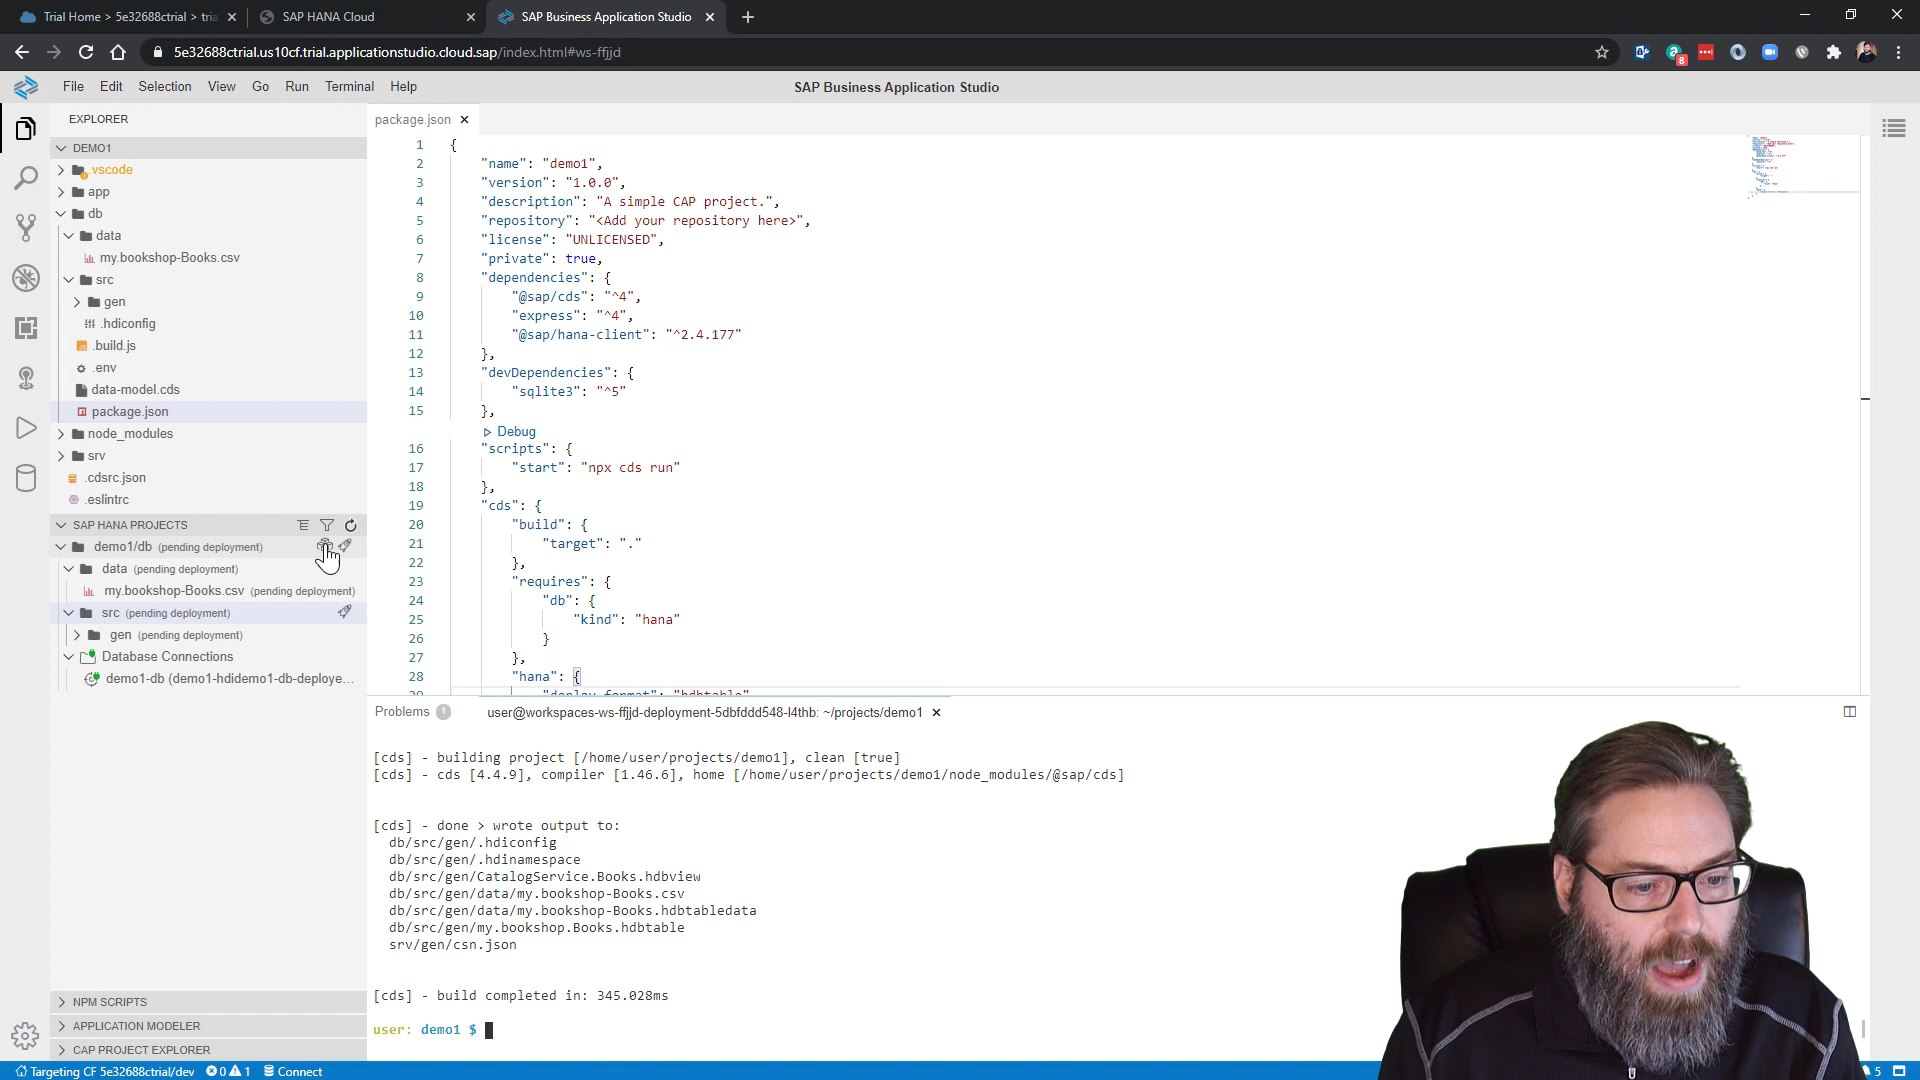 Trial Home > 5e32688ctrial > tria
SAP HANA Cloud
SAP Business Application Studio
5e32688ctrial.us10cf.trial.applicationstudio.cloud.sap/index.html#ws-ffjjd
8
File Edit Selection View Go Run Terminal Help
SAP Business Application Studio
EXPLORER
DEMO1
.vscode
app
db
data
my.bookshop-Books.csv
src
gen
.hdiconfig
.build.js
.env
data-model.cds
package.json
node_modules
srv
.cdsrc.json
.eslintrc
SAP HANA PROJECTS
demo1/db (pending deployment)
data (pending deployment)
my.bookshop-Books.csv (pending deployment)
src (pending deployment)
gen (pending deployment)
Database Connections
demo1-db (demo1-hdidemo1-db-deploye...
NPM SCRIPTS
APPLICATION MODELER
CAP PROJECT EXPLORER
package.json
1 {
2 "name": "demo1",
3 "version": "1.0.0",
4 "description": "A simple CAP project.",
5 "repository": "<Add your repository here>",
6 "license": "UNLICENSED",
7 "private": true,
8 "dependencies": {
9 "@sap/cds": "^4",
10 "express": "^4",
11 "@sap/hana-client": "^2.4.177"
12 },
13 "devDependencies": {
14 "sqlite3": "^5"
15 },
Debug
16 "scripts": {
17 "start": "npx cds run"
18 },
19 "cds": {
20 "build": {
21 "target": "."
22 },
23 "requires": {
24 "db": {
25 "kind": "hana"
26 }
27 },
28 "hana": {
29 "deploy-format": "hdbtable"
Problems 1
user@workspaces-ws-ffjjd-deployment-5dbfddd548-l4thb: ~/projects/demo1
[cds] - building project [/home/user/projects/demo1], clean [true]
[cds] - cds [4.4.9], compiler [1.46.6], home [/home/user/projects/demo1/node_modules/@sap/cds]
[cds] - done > wrote output to:
db/src/gen/.hdiconfig
db/src/gen/.hdinamespace
db/src/gen/CatalogService.Books.hdbview
db/src/gen/data/my.bookshop-Books.csv
db/src/gen/data/my.bookshop-Books.hdbtabledata
db/src/gen/my.bookshop.Books.hdbtable
srv/gen/csn.json
[cds] - build completed in: 345.028ms
user: demo1 $
Targeting CF 5e32688ctrial/dev 0 1 Connect
5